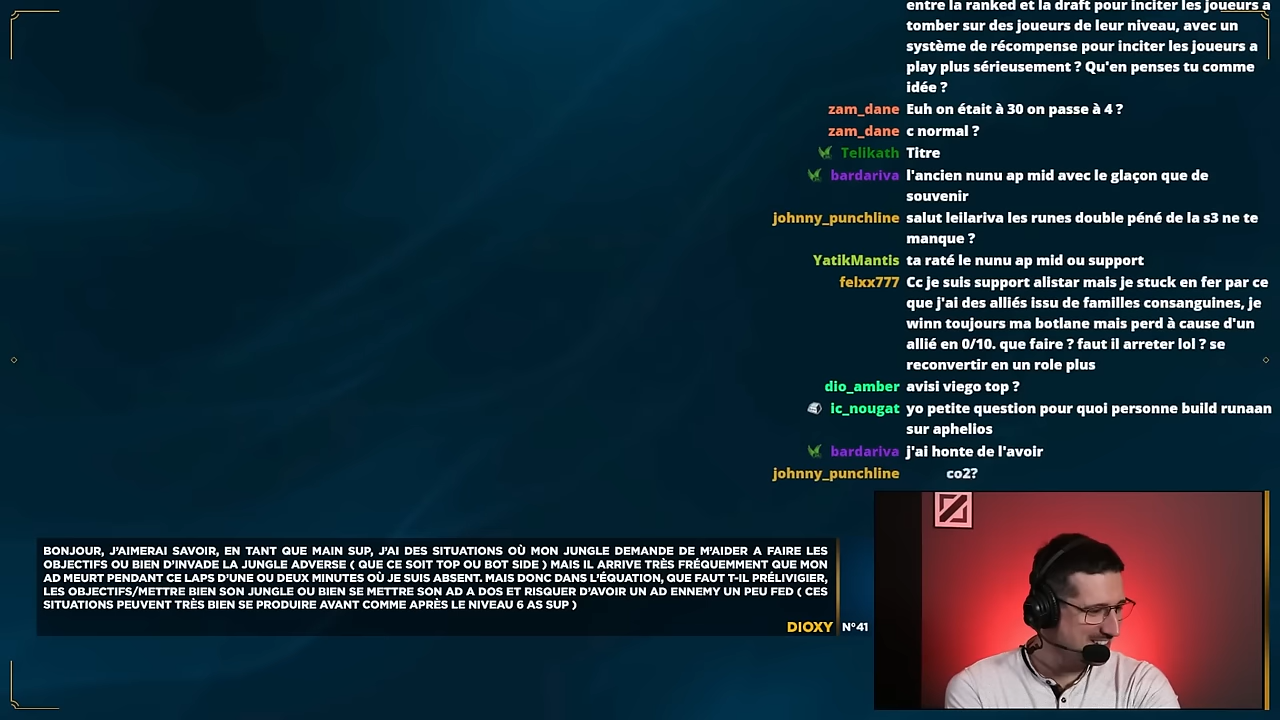 entre la ranked et la draft pour inciter les joueurs a
tomber sur des joueurs de leur niveau, avec un
système de récompense pour inciter les joueurs a
play plus sérieusement ? Qu'en penses tu comme
idée ?
zam_dane Euh on était à 30 on passe à 4 ?
zam_dane c normal ?
Telikath Titre
bardariva l'ancien nunu ap mid avec le glaçon que de
souvenir
johnny_punchline salut leilariva les runes double péné de la s3 ne te
manque ?
YatikMantis ta raté le nunu ap mid ou support
felxx777 Cc je suis support alistar mais je stuck en fer par ce
que j'ai des alliés issu de familles consanguines, je
winn toujours ma botlane mais perd à cause d'un
allié en 0/10. que faire ? faut il arreter lol ? se
reconvertir en un role plus
dio_amber avisi viego top ?
ic_nougat yo petite question pour quoi personne build runaan
sur aphelios
bardariva j'ai honte de l'avoir
johnny_punchline co2?
BONJOUR, J'AIMERAI SAVOIR, EN TANT QUE MAIN SUP, J'AI DES SITUATIONS OÙ MON JUNGLE DEMANDE DE M'AIDER A FAIRE LES
OBJECTIFS OU BIEN D'INVADE LA JUNGLE ADVERSE ( QUE CE SOIT TOP OU BOT SIDE ) MAIS IL ARRIVE TRÈS FRÉQUEMMENT QUE MON
AD MEURT PENDANT CE LAPS D'UNE OU DEUX MINUTES OÙ JE SUIS ABSENT. MAIS DONC DANS L'ÉQUATION, QUE FAUT T-IL PRÉLIVIGIER,
LES OBJECTIFS/METTRE BIEN SON JUNGLE OU BIEN SE METTRE SON AD A DOS ET RISQUER D'AVOIR UN AD ENNEMY UN PEU FED ( CES
SITUATIONS PEUVENT TRÈS BIEN SE PRODUIRE AVANT COMME APRÈS LE NIVEAU 6 AS SUP )
DIOXY N°41